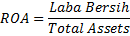 ROA = Laba Bersih / Total Assets